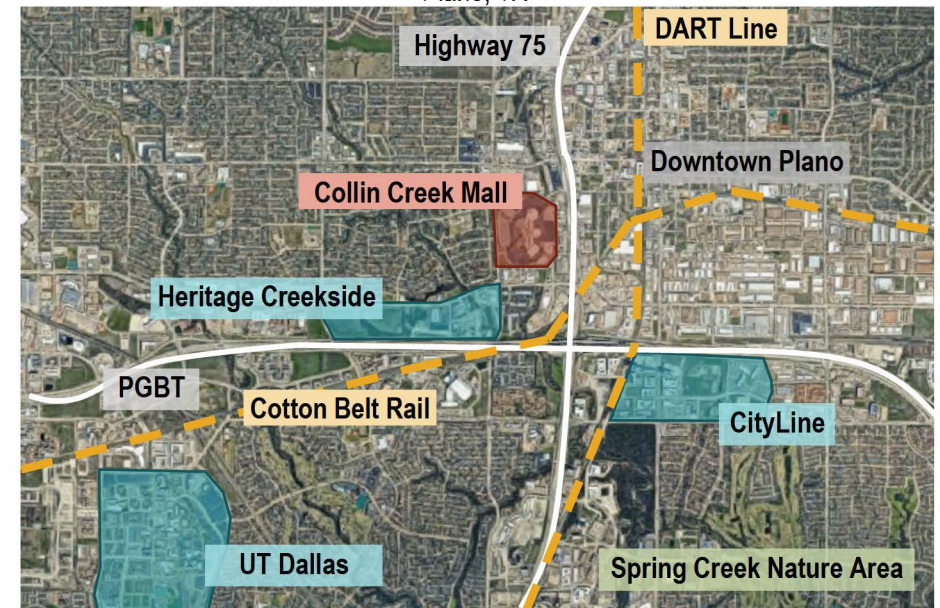 Highway 75
DART Line
Downtown Plano
Collin Creek Mall
Heritage Creekside
PGBT
Cotton Belt Rail
CityLine
UT Dallas
Spring Creek Nature Area